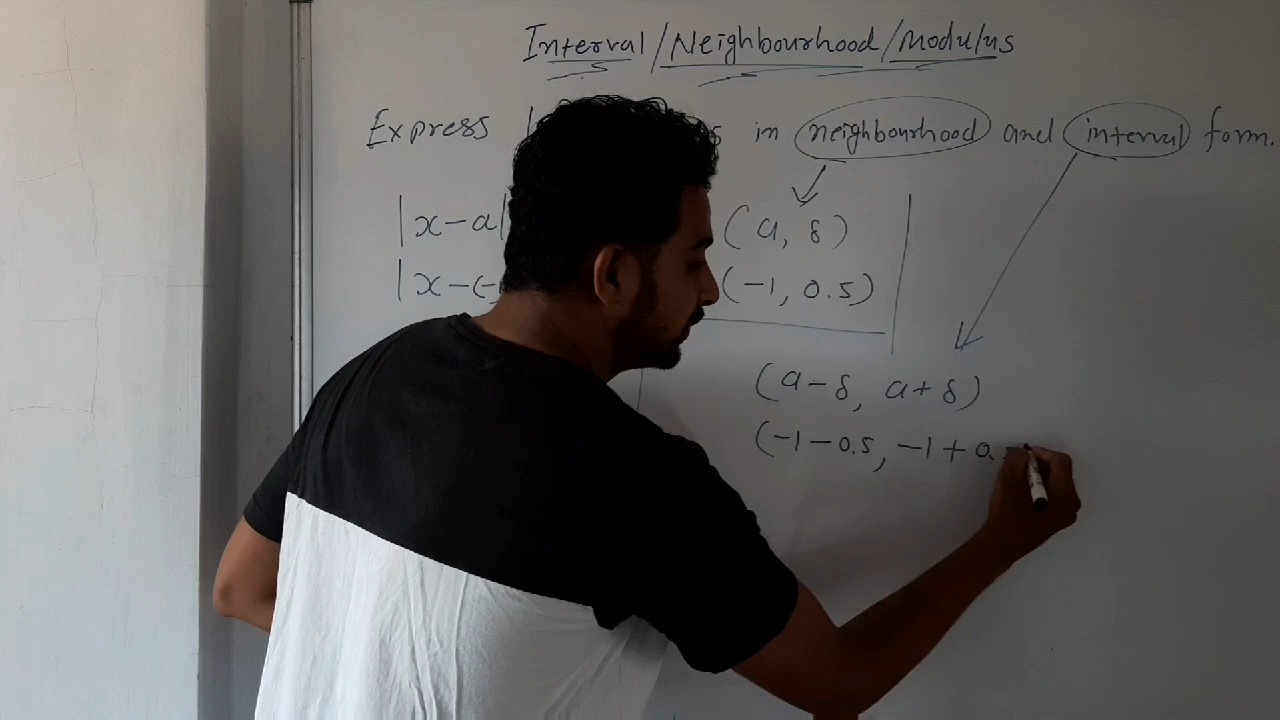 Interval/Neighbourhood/Modulus
Express in neighbourhood and interval form.
|x-a| (a, δ)
|x-(- (-1, 0.5)
(a-δ, a+δ)
(-1-0.5, -1+0.